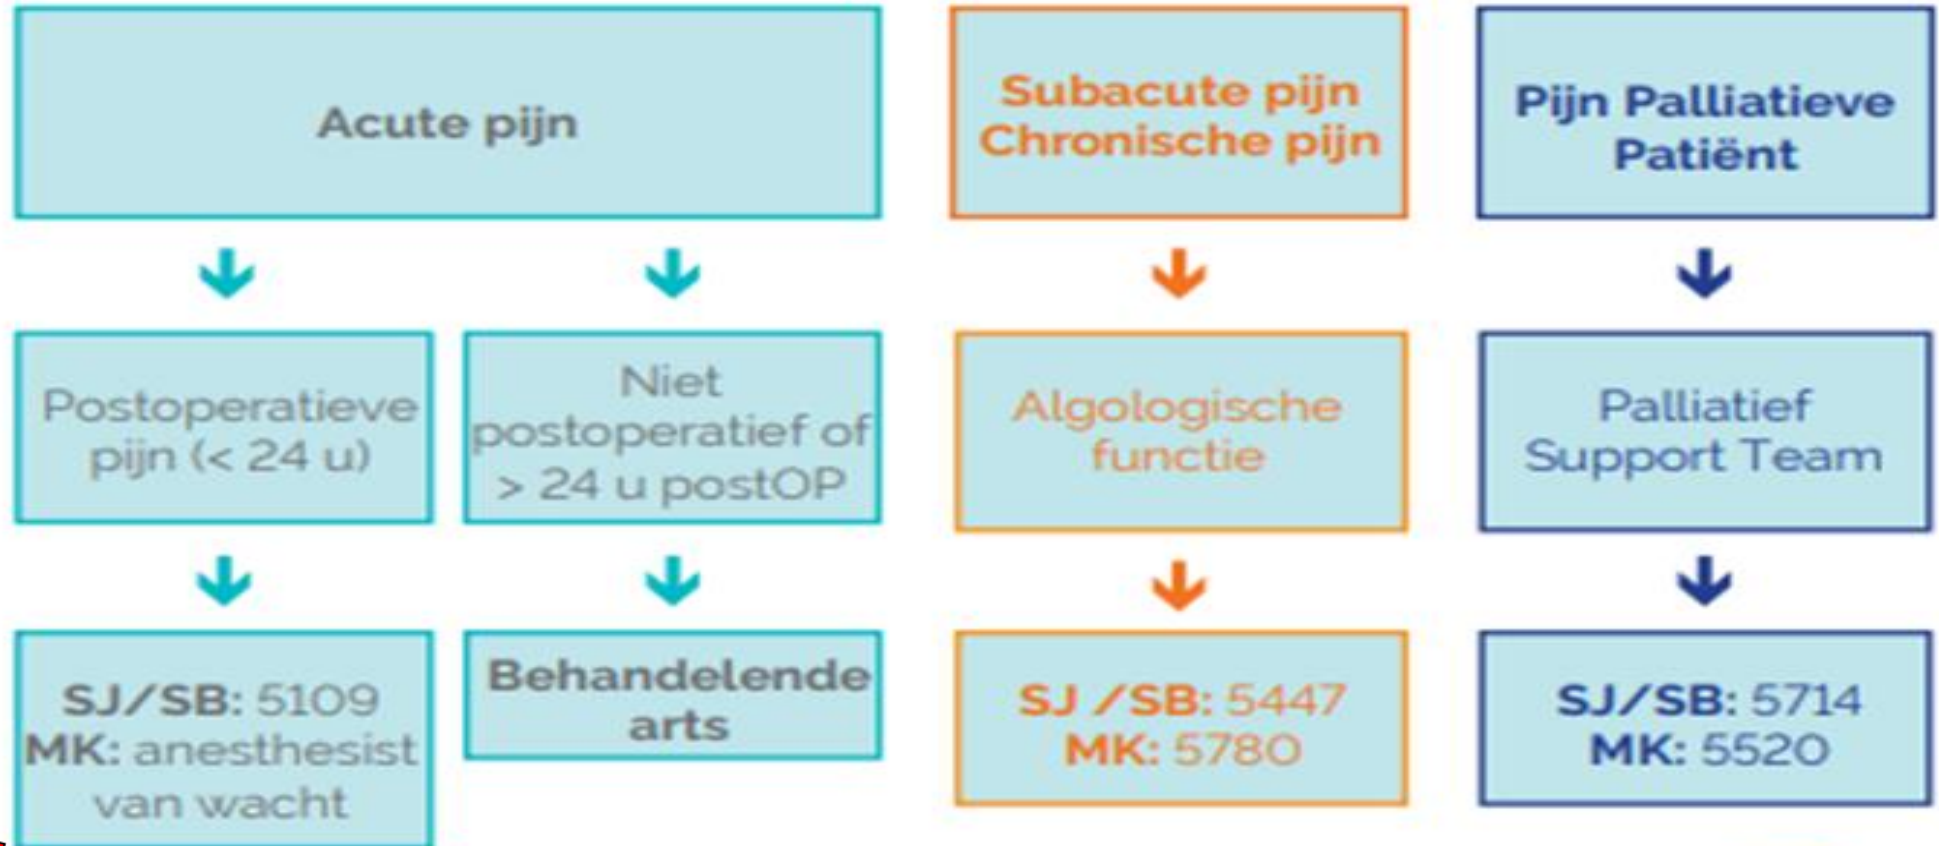 Acute pijn
Subacute pijn
Chronische pijn
Pijn Palliatieve
Patiënt
Postoperatieve
pijn (< 24 u)
Niet
postoperatief of
> 24 u postOP
Algologische
functie
Palliatief
Support Team
SJ/SB: 5109
MK: anesthesist
van wacht
Behandelende
arts
SJ /SB: 5447
MK: 5780
SJ/SB: 5714
MK: 5520